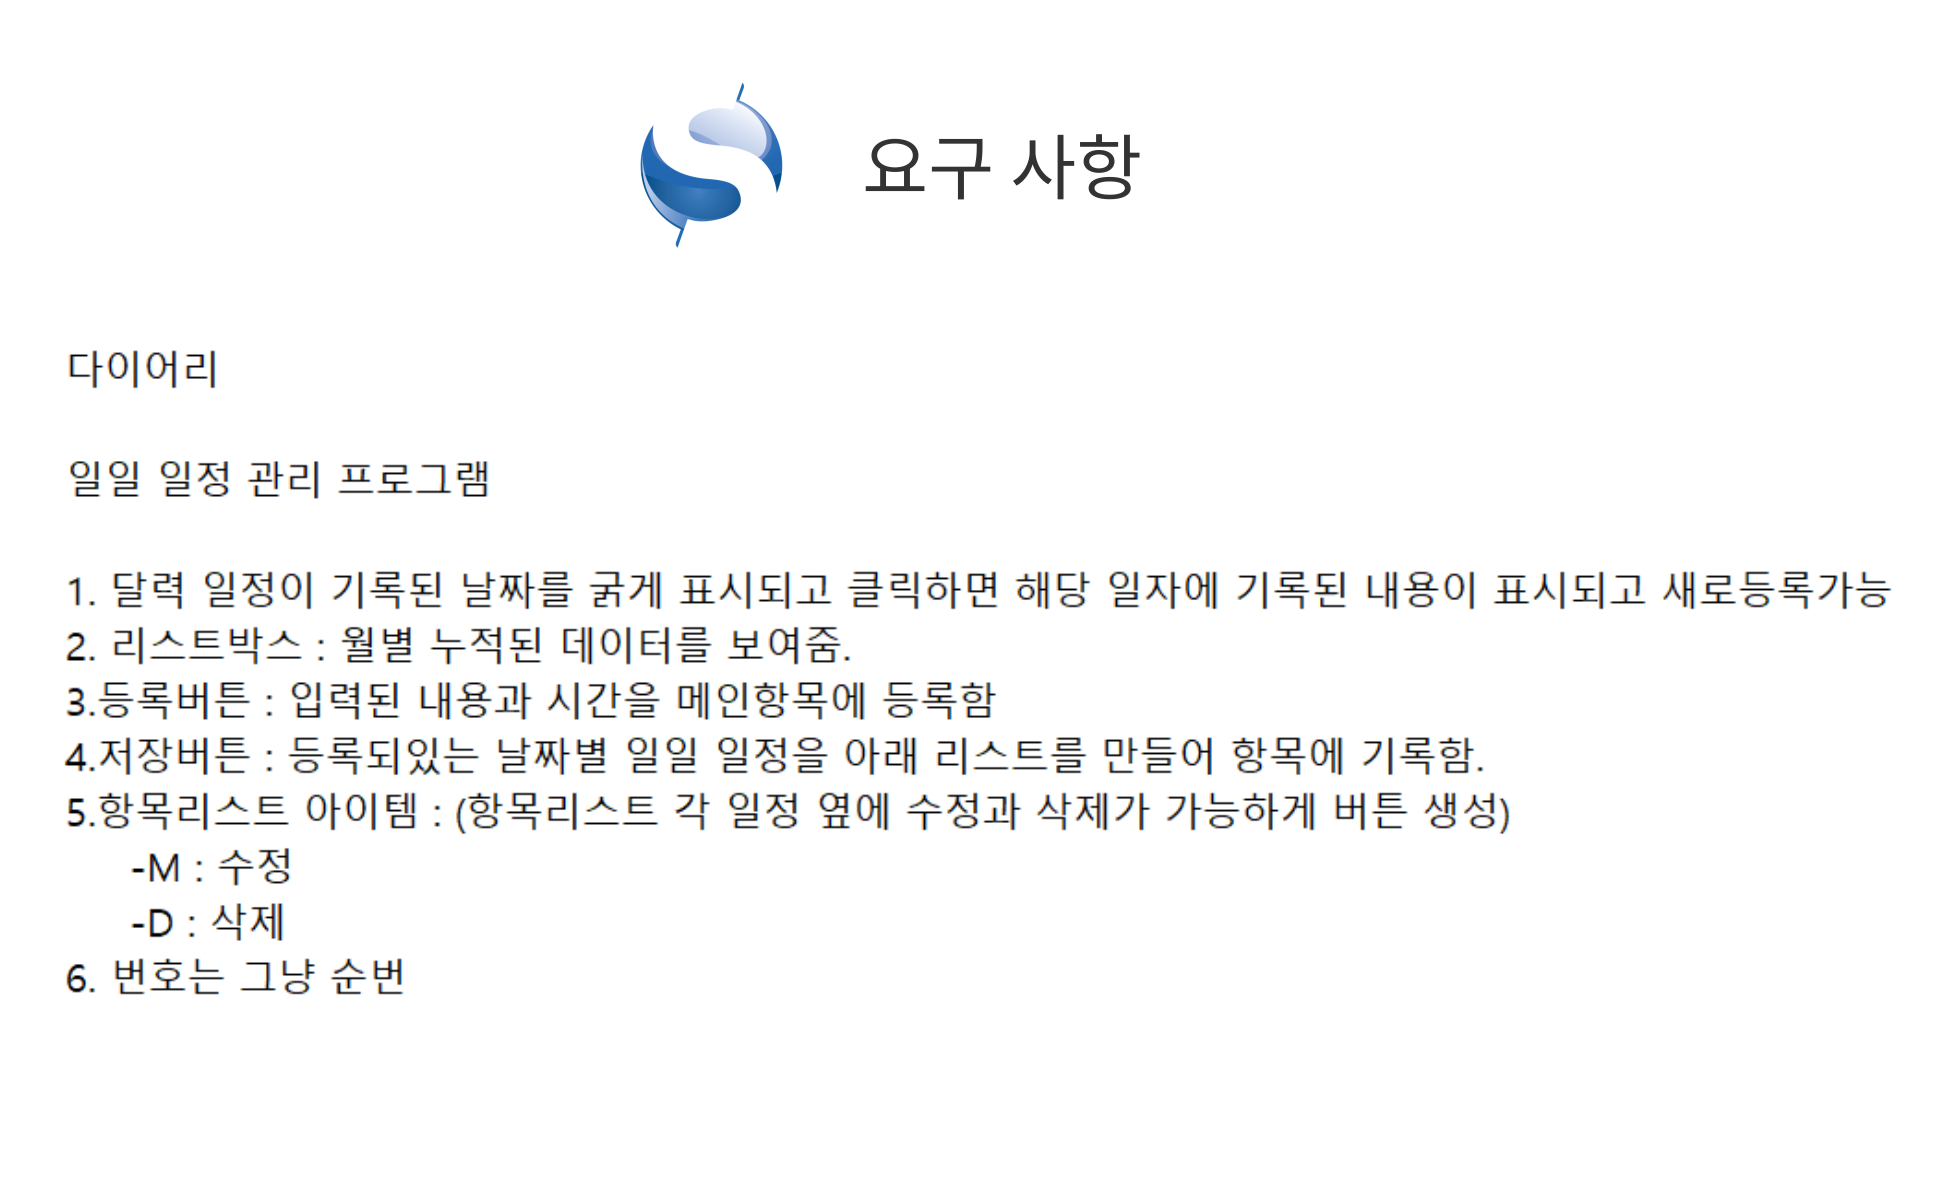 요구 사항
다이어리
일일 일정 관리 프로그램
1. 달력 일정이 기록된 날짜를 굵게 표시되고 클릭하면 해당 일자에 기록된 내용이 표시되고 새로등록가능
2. 리스트박스 : 월별 누적된 데이터를 보여줌.
3.등록버튼 : 입력된 내용과 시간을 메인항목에 등록함
4.저장버튼 : 등록되있는 날짜별 일일 일정을 아래 리스트를 만들어 항목에 기록함.
5.항목리스트 아이템 : (항목리스트 각 일정 옆에 수정과 삭제가 가능하게 버튼 생성)
-M : 수정
-D : 삭제
6. 번호는 그냥 순번